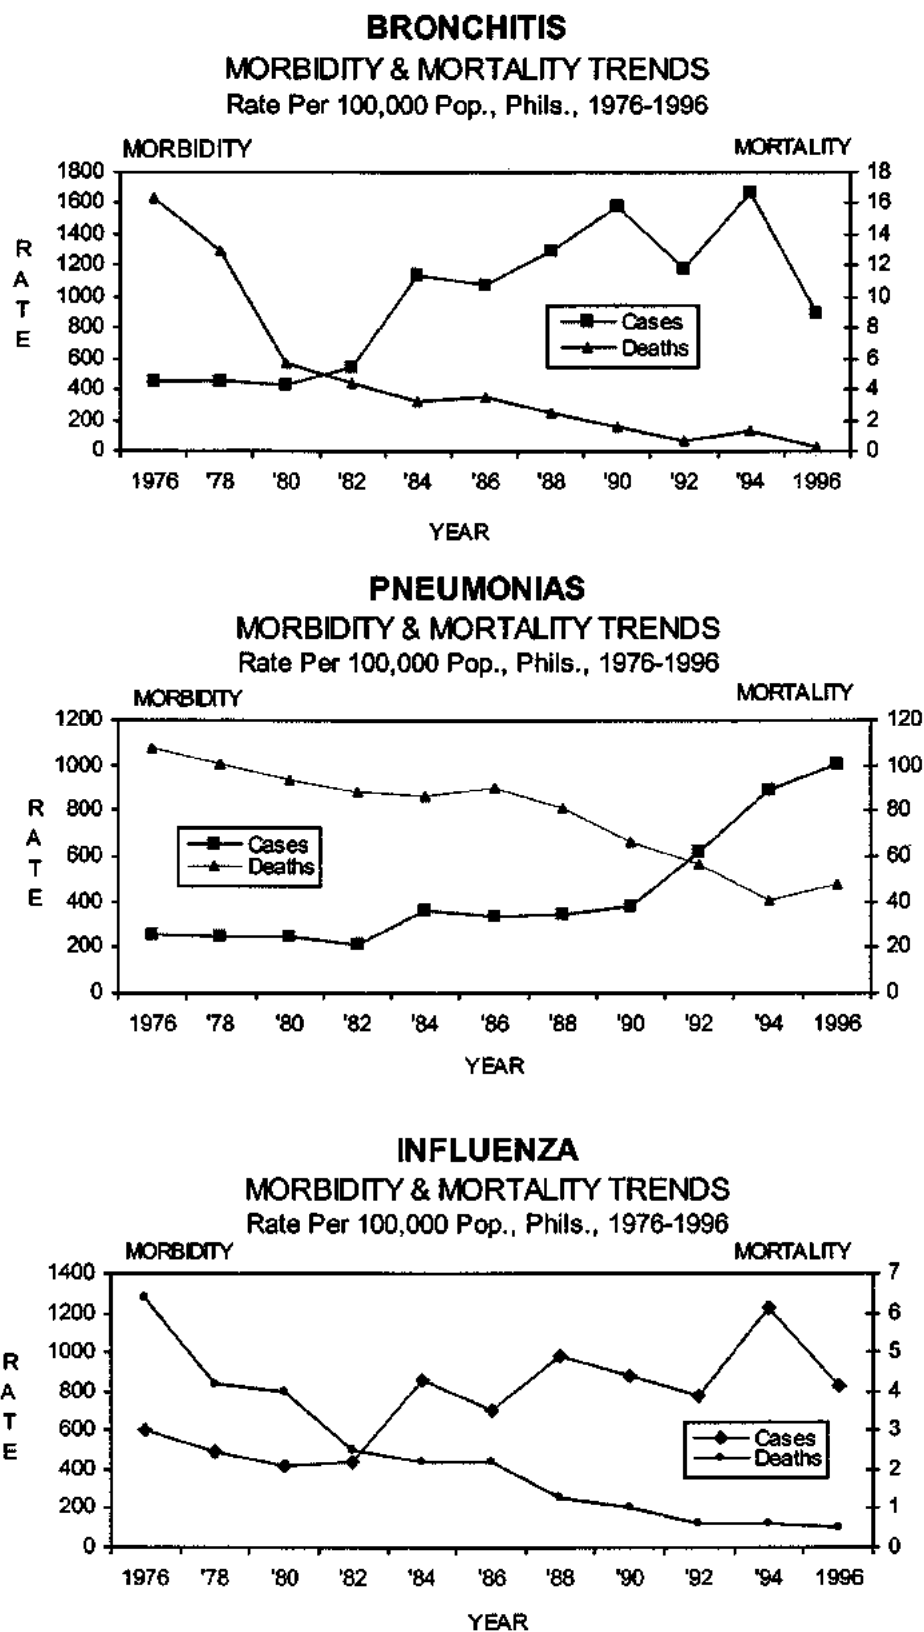 BRONCHITIS
MORBIDITY & MORTALITY TRENDS
Rate Per 100,000 Pop., Phils., 1976-1996
MORBIDITY MORTALITY
1800 18
1600 16
1400 14
1200 12
1000 10
800 8
600 6
400 4
200 2
0 0
RATE
Cases
Deaths
1976 '78 '80 '82 '84 '86 '88 '90 '92 '94 1996
YEAR
PNEUMONIAS
MORBIDITY & MORTALITY TRENDS
Rate Per 100,000 Pop., Phils., 1976-1996
MORBIDITY MORTALITY
1200 120
1000 100
800 80
600 60
400 40
200 20
0 0
RATE
Cases
Deaths
1976 '78 '80 '82 '84 '86 '88 '90 '92 '94 1996
YEAR
INFLUENZA
MORBIDITY & MORTALITY TRENDS
Rate Per 100,000 Pop., Phils., 1976-1996
MORBIDITY MORTALITY
1400 7
1200 6
1000 5
800 4
600 3
400 2
200 1
0 0
RATE
Cases
Deaths
1976 '78 '80 '82 '84 '86 '88 '90 '92 '94 1996
YEAR